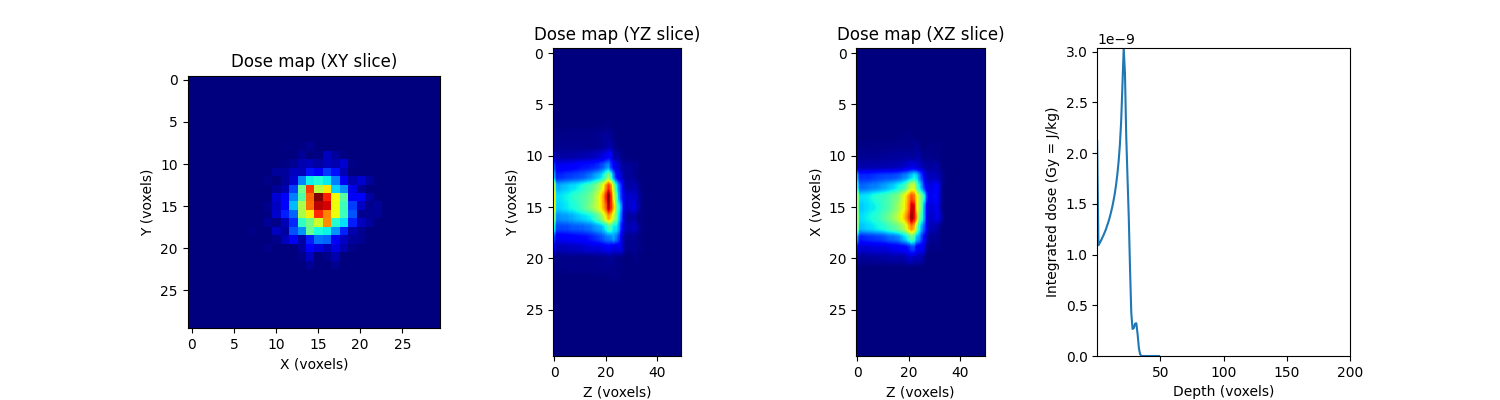 Dose map (XY slice)
0
5
10
15
20
25
0 5 10 15 20 25
X (voxels)
Y (voxels)
Dose map (YZ slice)
0
5
10
15
20
25
0 20 40
Z (voxels)
Y (voxels)
Dose map (XZ slice)
0
5
10
15
20
25
0 20 40
Z (voxels)
X (voxels)
1e−9
3.0
2.5
2.0
1.5
1.0
0.5
0.0
50 100 150 200
Depth (voxels)
Integrated dose (Gy = J/kg)